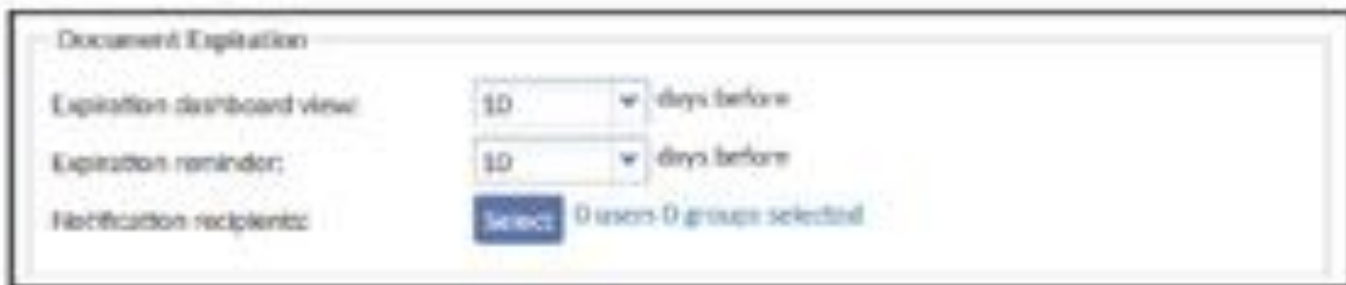 Document Expiration
Expiration dashboard view: 10 days before
Expiration reminder: 10 days before
Notification recipients: Select 0 users 0 groups selected